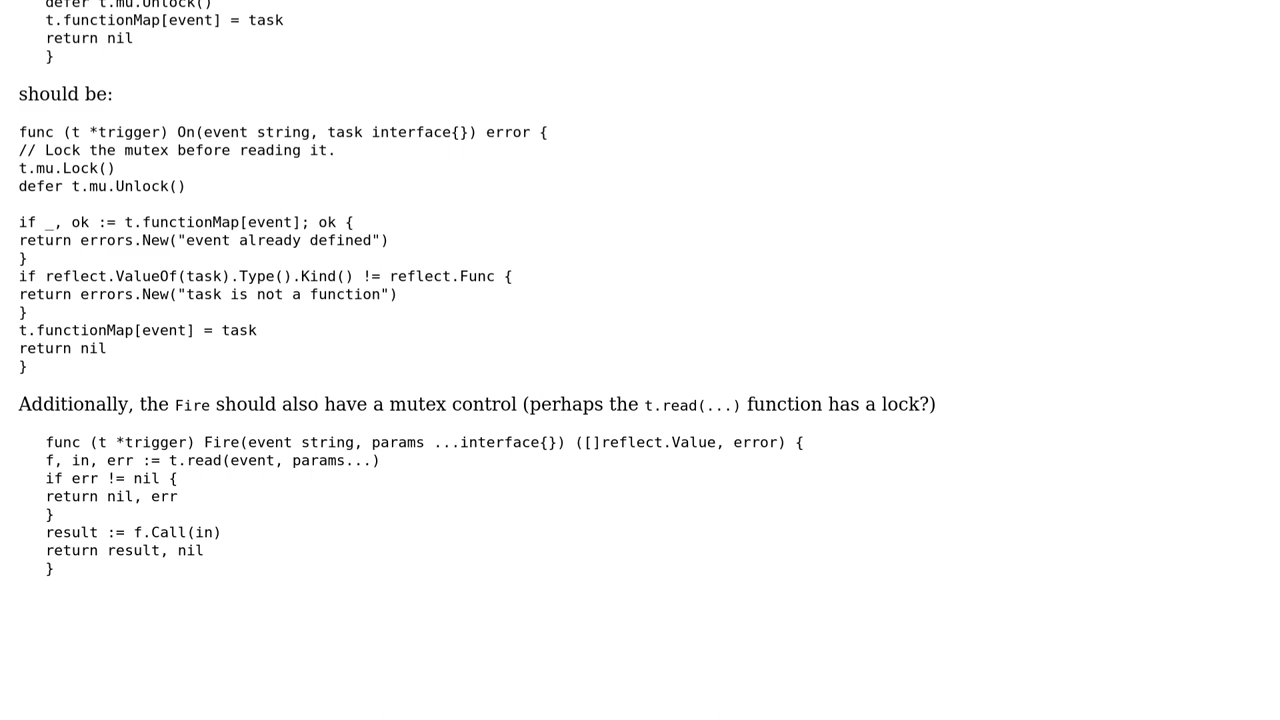 defer t.mu.Unlock()
t.functionMap[event] = task
return nil
}
should be:
func (t *trigger) On(event string, task interface{}) error {
// Lock the mutex before reading it.
t.mu.Lock()
defer t.mu.Unlock()
if _, ok := t.functionMap[event]; ok {
return errors.New("event already defined")
}
if reflect.ValueOf(task).Type().Kind() != reflect.Func {
return errors.New("task is not a function")
}
t.functionMap[event] = task
return nil
}
Additionally, the Fire should also have a mutex control (perhaps the t.read(...) function has a lock?)
func (t *trigger) Fire(event string, params ...interface{}) ([]reflect.Value, error) {
f, in, err := t.read(event, params...)
if err != nil {
return nil, err
}
result := f.Call(in)
return result, nil
}